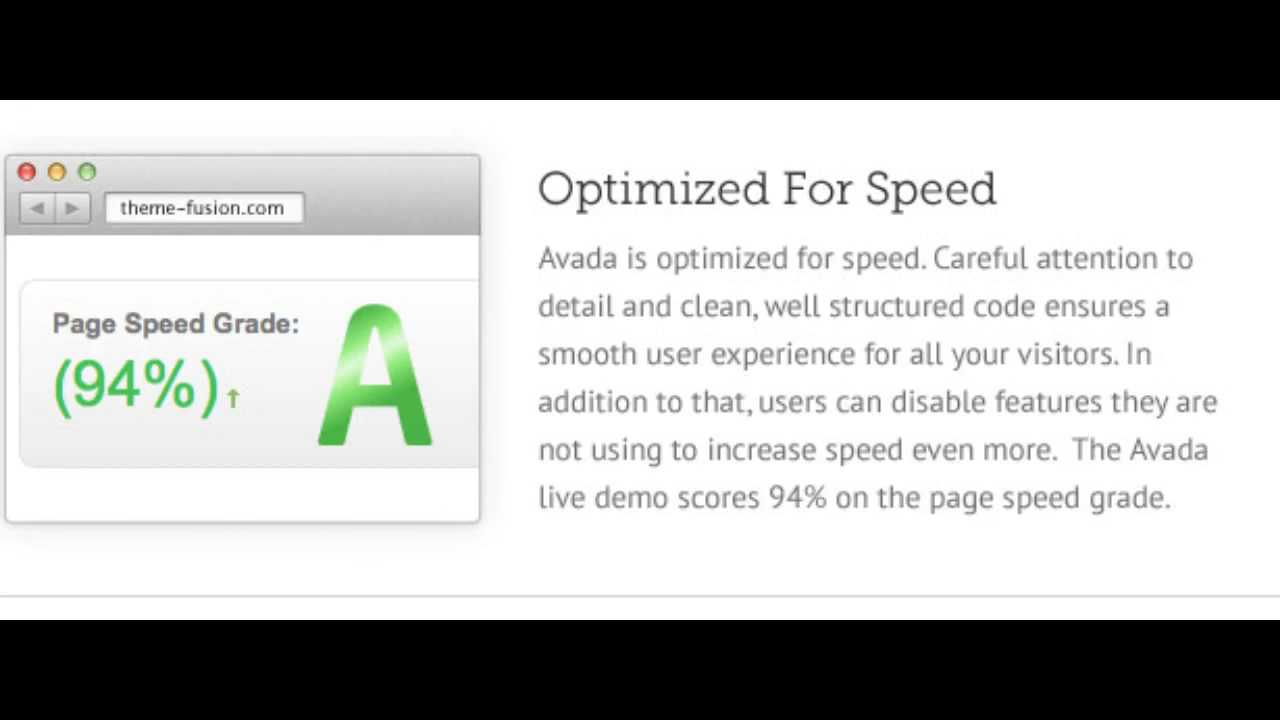 theme-fusion.com
Page Speed Grade:
(94%)↑
A
Optimized For Speed
Avada is optimized for speed. Careful attention to
detail and clean, well structured code ensures a
smooth user experience for all your visitors. In
addition to that, users can disable features they are
not using to increase speed even more.  The Avada
live demo scores 94% on the page speed grade.